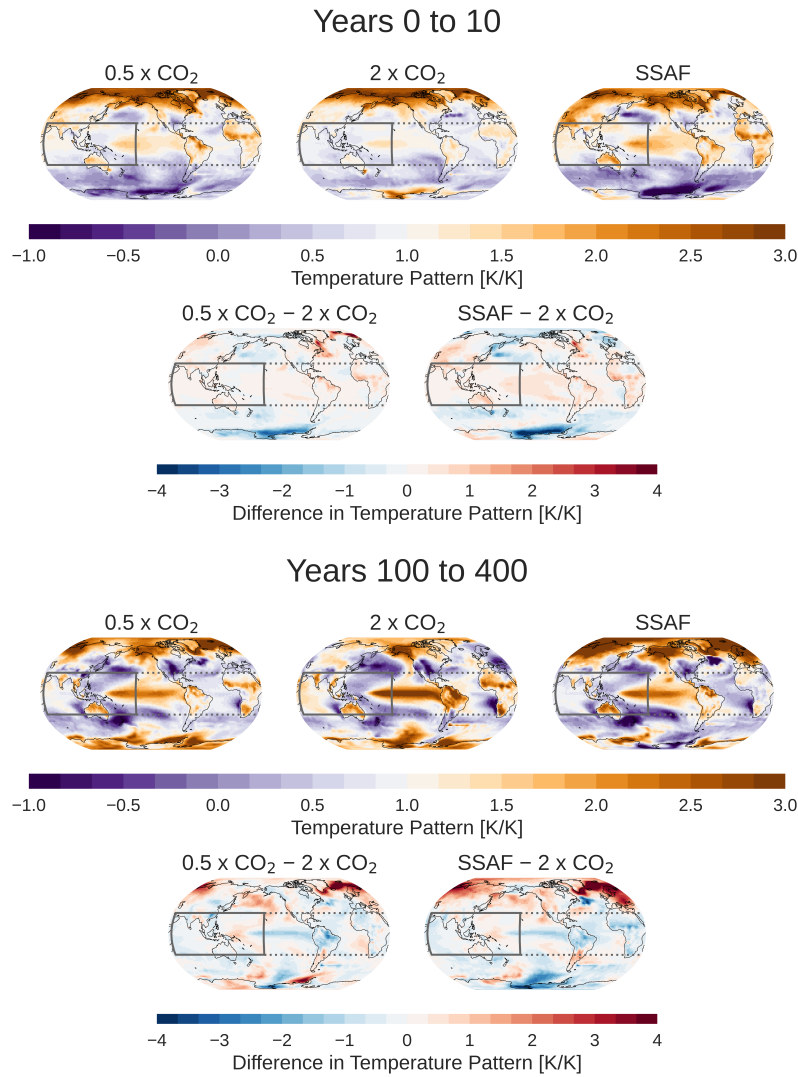 Years 0 to 10
0.5 x CO₂ 2 x CO₂ SSAF
−1.0 −0.5 0.0 0.5 1.0 1.5 2.0 2.5 3.0
Temperature Pattern [K/K]
0.5 x CO₂ − 2 x CO₂ SSAF − 2 x CO₂
−4 −3 −2 −1 0 1 2 3 4
Difference in Temperature Pattern [K/K]
Years 100 to 400
0.5 x CO₂ 2 x CO₂ SSAF
−1.0 −0.5 0.0 0.5 1.0 1.5 2.0 2.5 3.0
Temperature Pattern [K/K]
0.5 x CO₂ − 2 x CO₂ SSAF − 2 x CO₂
−4 −3 −2 −1 0 1 2 3 4
Difference in Temperature Pattern [K/K]